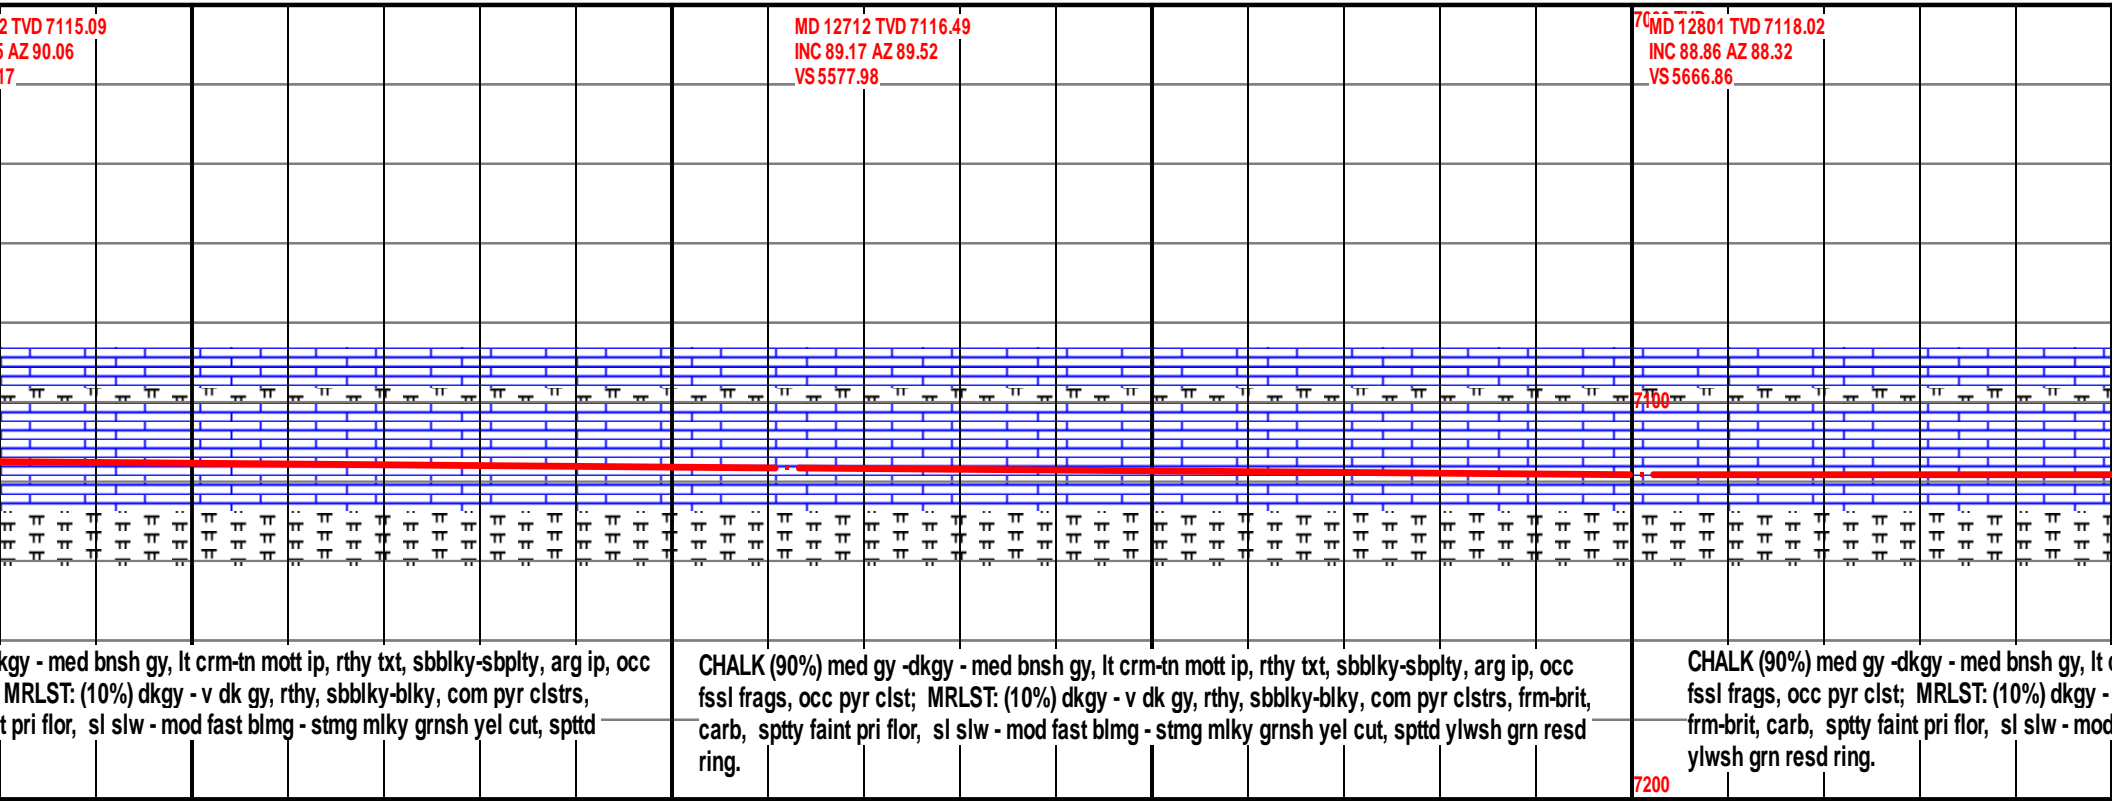 2 TVD 7115.09
AZ 90.06
17
MD 12712 TVD 7116.49
INC 89.17 AZ 89.52
VS 5577.98
MD 12801 TVD 7118.02
INC 88.86 AZ 88.32
VS 5666.86
7100
kgy - med bnsh gy, lt crm-tn mott ip, rthy txt, sbblky-sbplty, arg ip, occ
MRLST: (10%) dkgy - v dk gy, rthy, sbblky-blky, com pyr clstrs,
t pri flor, sl slw - mod fast blmg - stmg mlky grnsh yel cut, spttd
CHALK (90%) med gy -dkgy - med bnsh gy, lt crm-tn mott ip, rthy txt, sbblky-sbplty, arg ip, occ
fssl frags, occ pyr clst; MRLST: (10%) dkgy - v dk gy, rthy, sbblky-blky, com pyr clstrs, frm-brit,
carb, sptty faint pri flor, sl slw - mod fast blmg - stmg mlky grnsh yel cut, spttd ylwsh grn resd
ring.
CHALK (90%) med gy -dkgy - med bnsh gy, lt
fssl frags, occ pyr clst; MRLST: (10%) dkgy -
frm-brit, carb, sptty faint pri flor, sl slw - mod
ylwsh grn resd ring.
7200